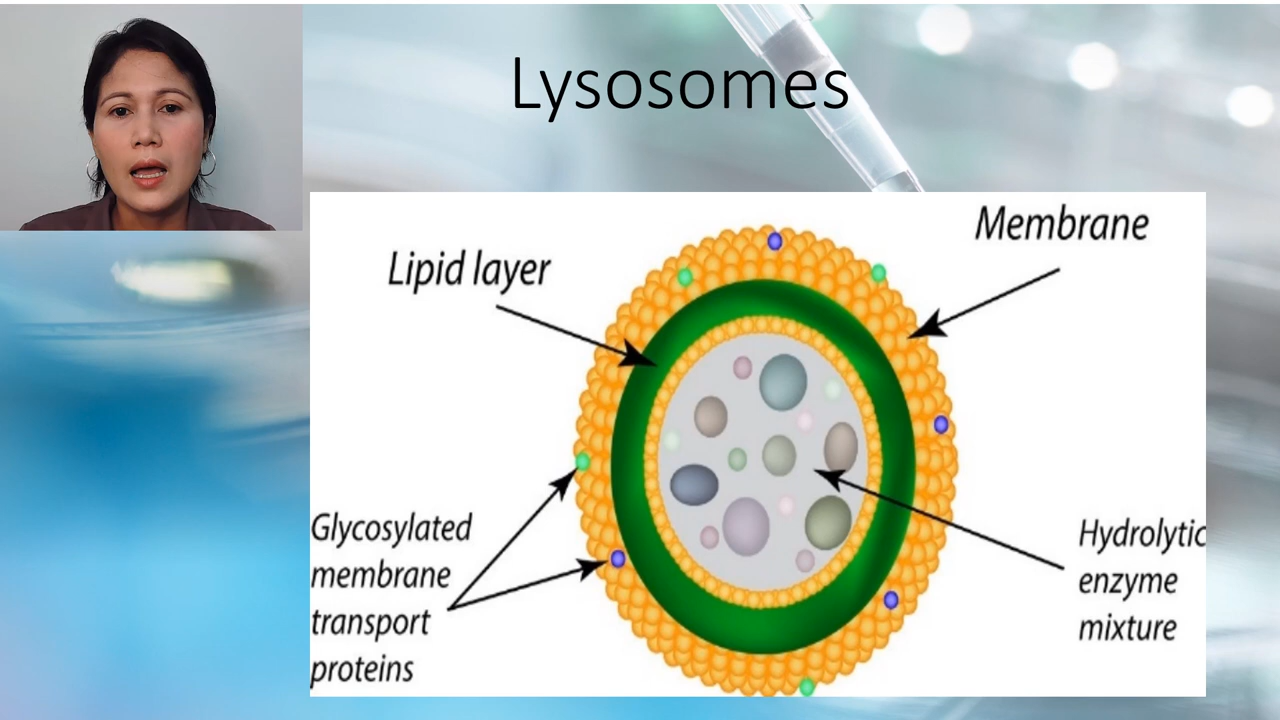 Lysosomes
Lipid layer
Membrane
Glycosylated
membrane
transport
proteins
Hydrolytic
enzyme
mixture